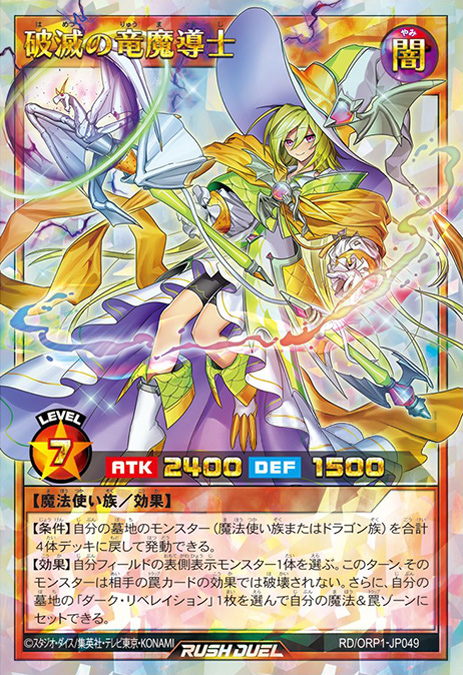 破滅の竜魔導士
闇
LEVEL
7
ATK 2400 DEF 1500
【魔法使い族/効果】
【条件】自分の墓地のモンスター（魔法使い族またはドラゴン族）を合計
４体デッキに戻して発動できる。
【効果】自分フィールドの表側表示モンスター1体を選ぶ。このターン、その
モンスターは相手の罠カードの効果では破壊されない。さらに、自分の
墓地の「ダーク・リベレイション」1枚を選んで自分の魔法&罠ゾーンに
セットできる。
©スタジオ・ダイス/集英社・テレビ東京・KONAMI
RUSH DUEL
RD/ORP1-JP049